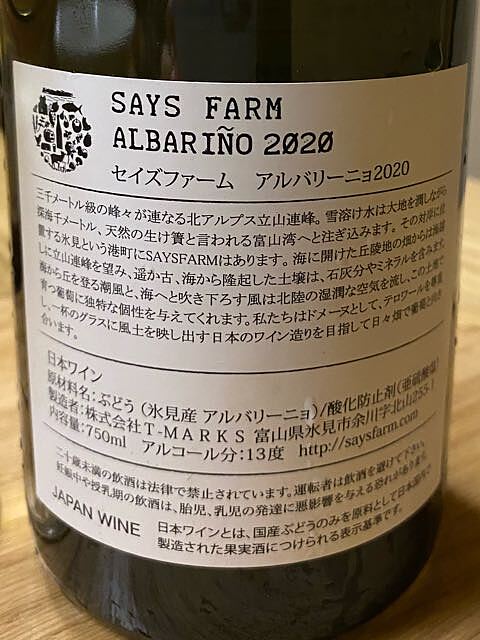 SAYS FARM
ALBARIÑO 2020
セイズファーム アルバリーニョ2020
三千メートル級の峰々が連なる北アルプス立山連峰。雪溶け水は大地を潤しながら
深海千メートル、天然の生け簀と言われる富山湾へと注ぎ込みます。その対岸に位
置する氷見という港町にSAYSFARMはあります。海に開けた丘陵地の畑からは海越
しに立山連峰を望み、遥か古、海から隆起した土壌は、石灰分やミネラルを含みます。
海から丘を登る潮風と、海へと吹き下ろす風は北陸の湿潤な空気を流し、この土地で
育つ葡萄に独特な個性を与えてくれます。私たちはドメーヌとして、テロワールを尊重
し、一杯のグラスに風土を映し出す日本のワイン造りを目指して日々畑で葡萄と向き
合います。
日本ワイン
原材料名：ぶどう（氷見産 アルバリーニョ）/酸化防止剤（亜硫酸塩）
製造者：株式会社T-MARKS 富山県氷見市余川字北山255-1
内容量：750ml アルコール分：13度 http://saysfarm.com
二十歳未満の飲酒は法律で禁止されています。運転者は飲酒を避けて下さい。
妊娠中や授乳期の飲酒は、胎児、乳児の発達に悪影響を与える恐れがあります。
JAPAN WINE
日本ワインとは、国産ぶどうのみを原料として日本国内で
製造された果実酒につけられる表示基準です。